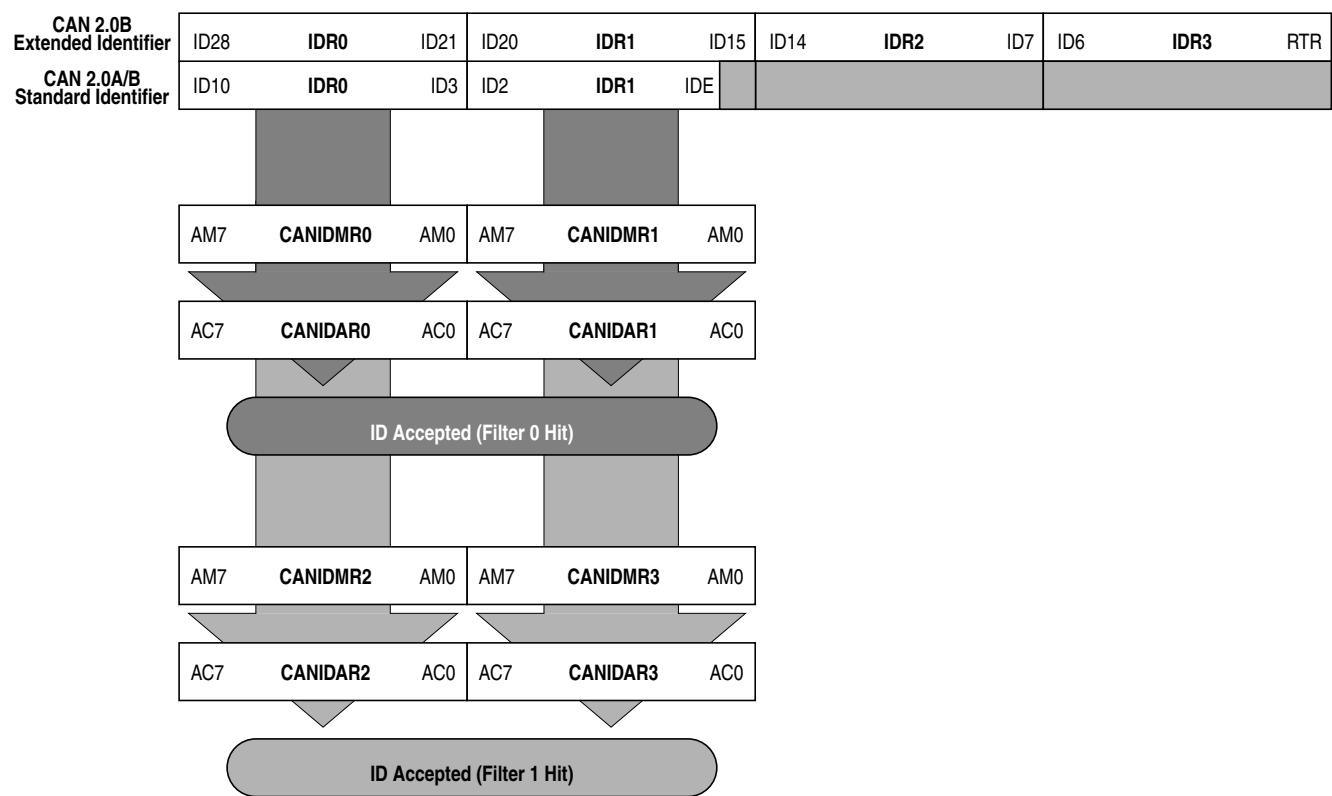 CAN 2.0B
Extended Identifier
ID28 IDR0 ID21 ID20 IDR1 ID15 ID14 IDR2 ID7 ID6 IDR3 RTR
CAN 2.0A/B
Standard Identifier
ID10 IDR0 ID3 ID2 IDR1 IDE
AM7 CANIDMR0 AM0 AM7 CANIDMR1 AM0
AC7 CANIDAR0 AC0 AC7 CANIDAR1 AC0
ID Accepted (Filter 0 Hit)
AM7 CANIDMR2 AM0 AM7 CANIDMR3 AM0
AC7 CANIDAR2 AC0 AC7 CANIDAR3 AC0
ID Accepted (Filter 1 Hit)